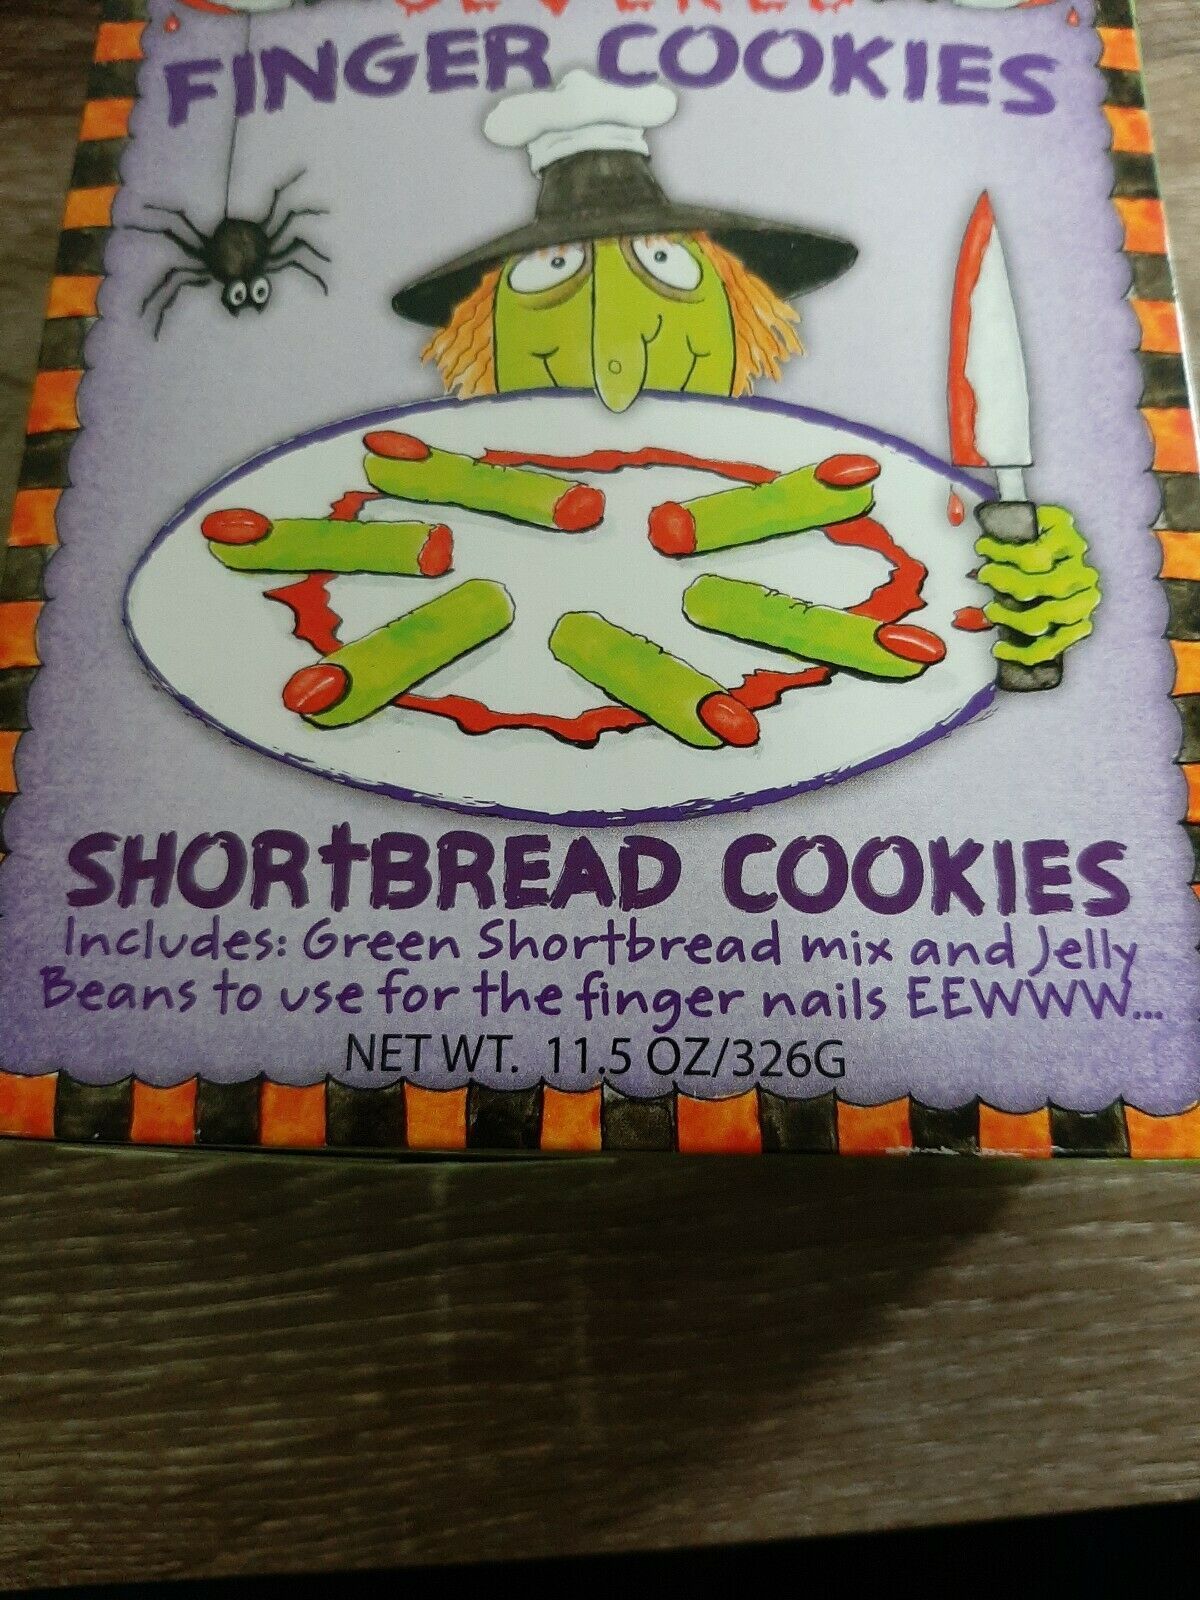 SEVERED
FINGER COOKIES
SHORTBREAD COOKIES
Includes: Green Shortbread mix and Jelly
Beans to use for the finger nails EEWWW...
NET WT. 11.5 OZ/326G